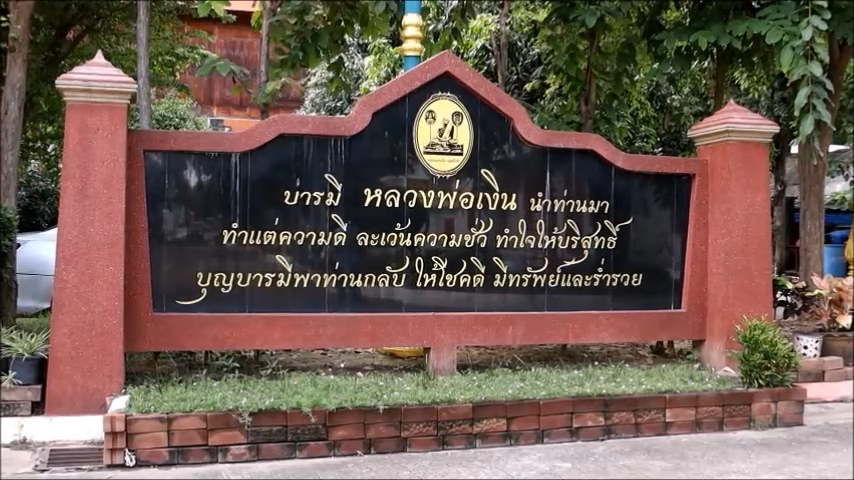 บารมี หลวงพ่อเงิน นำท่านมา
ทำแต่ความดี ละเว้นความชั่ว ทำใจให้บริสุทธิ์
บุญบารมีพาท่านกลับ ให้โชคดี มีทรัพย์และร่ำรวย